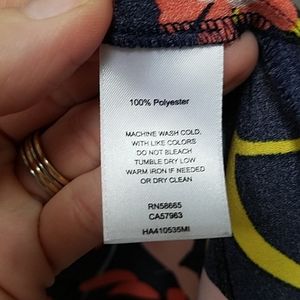 100% Polyester
MACHINE WASH COLD,
WITH LIKE COLORS
DO NOT BLEACH
TUMBLE DRY LOW
WARM IRON IF NEEDED
OR DRY CLEAN
RN58665
CA57963
HA410535MI